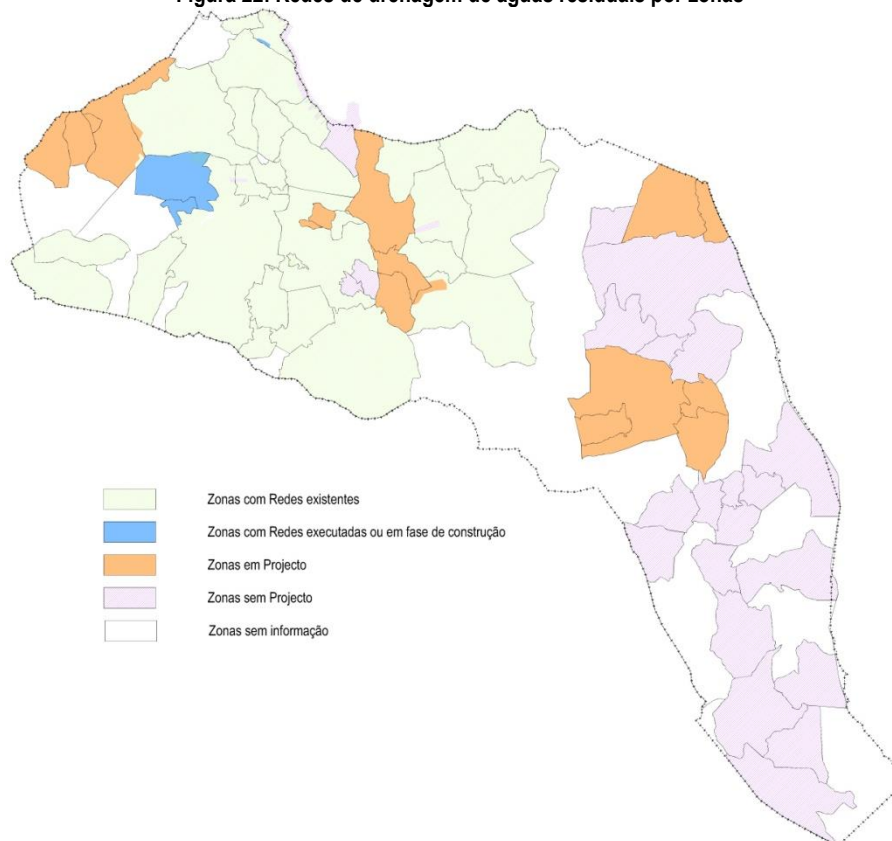 Figura 22: Redes de drenagem de águas residuais por zonas
Zonas com Redes existentes
Zonas com Redes executadas ou em fase de construção
Zonas em Projecto
Zonas sem Projecto
Zonas sem informação